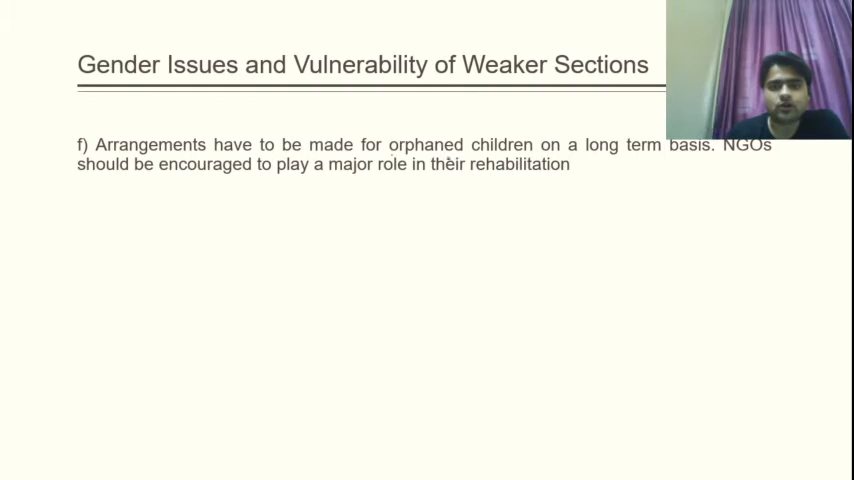 Gender Issues and Vulnerability of Weaker Sections
f) Arrangements have to be made for orphaned children on a long term basis. NGOs
should be encouraged to play a major role in their rehabilitation